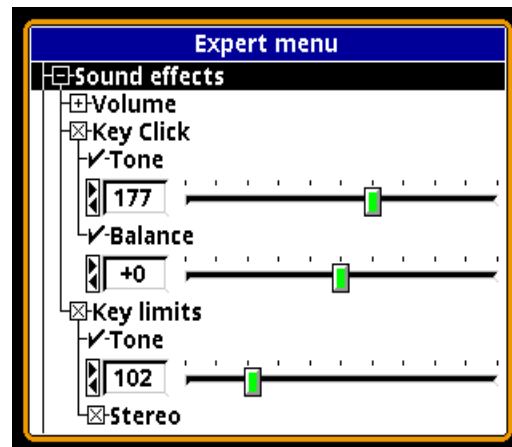 Expert menu
Sound effects
Volume
Key Click
Tone
177
Balance
+0
Key limits
Tone
102
Stereo